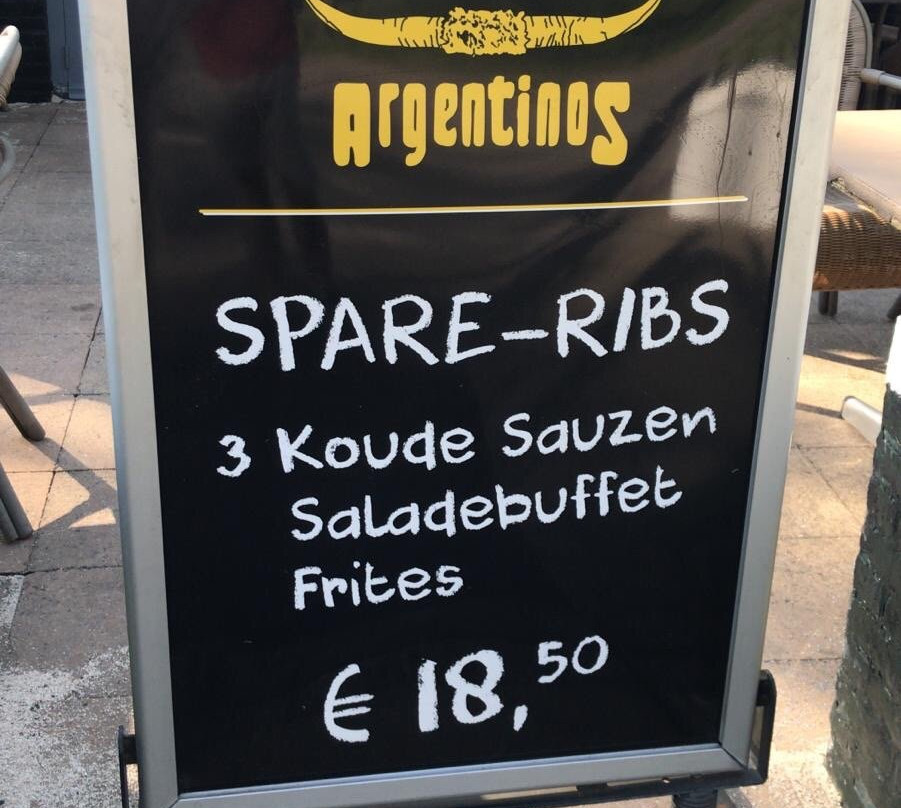 Argentinos
SPARE-RIBS
3 Koude Sauzen
Saladebuffet
Frites
€ 18,50